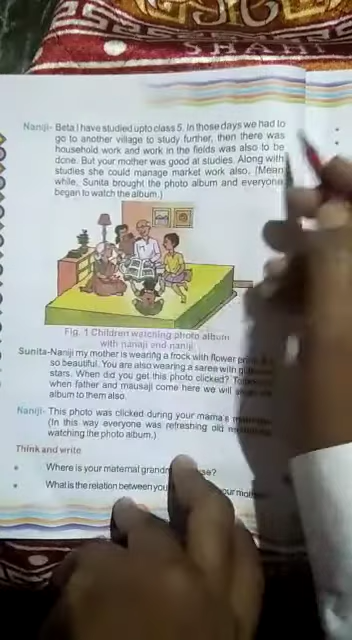 SHAHI
Naniji- Beta I have studied upto class 5. In those days we had to
go to another village to study further, then there was
household work and work in the fields was also to be
done. But your mother was good at studies. Along with
studies she could manage market work also. (Mean
while, Sunita brought the photo album and everyone
began to watch the album.)
Fig. 1 Children watching photo album
with nanaji and naniji
Sunita-Naniji my mother is wearing a frock with flower
so beautiful. You are also wearing a saree with
stars. When did you get this photo clicked?
when father and mausaji come here we will
album to them also.
Naniji- This photo was clicked during your mama's
(In this way everyone was refreshing old
watching the photo album.)
Think and write
• Where is your maternal
• What is the relation between you